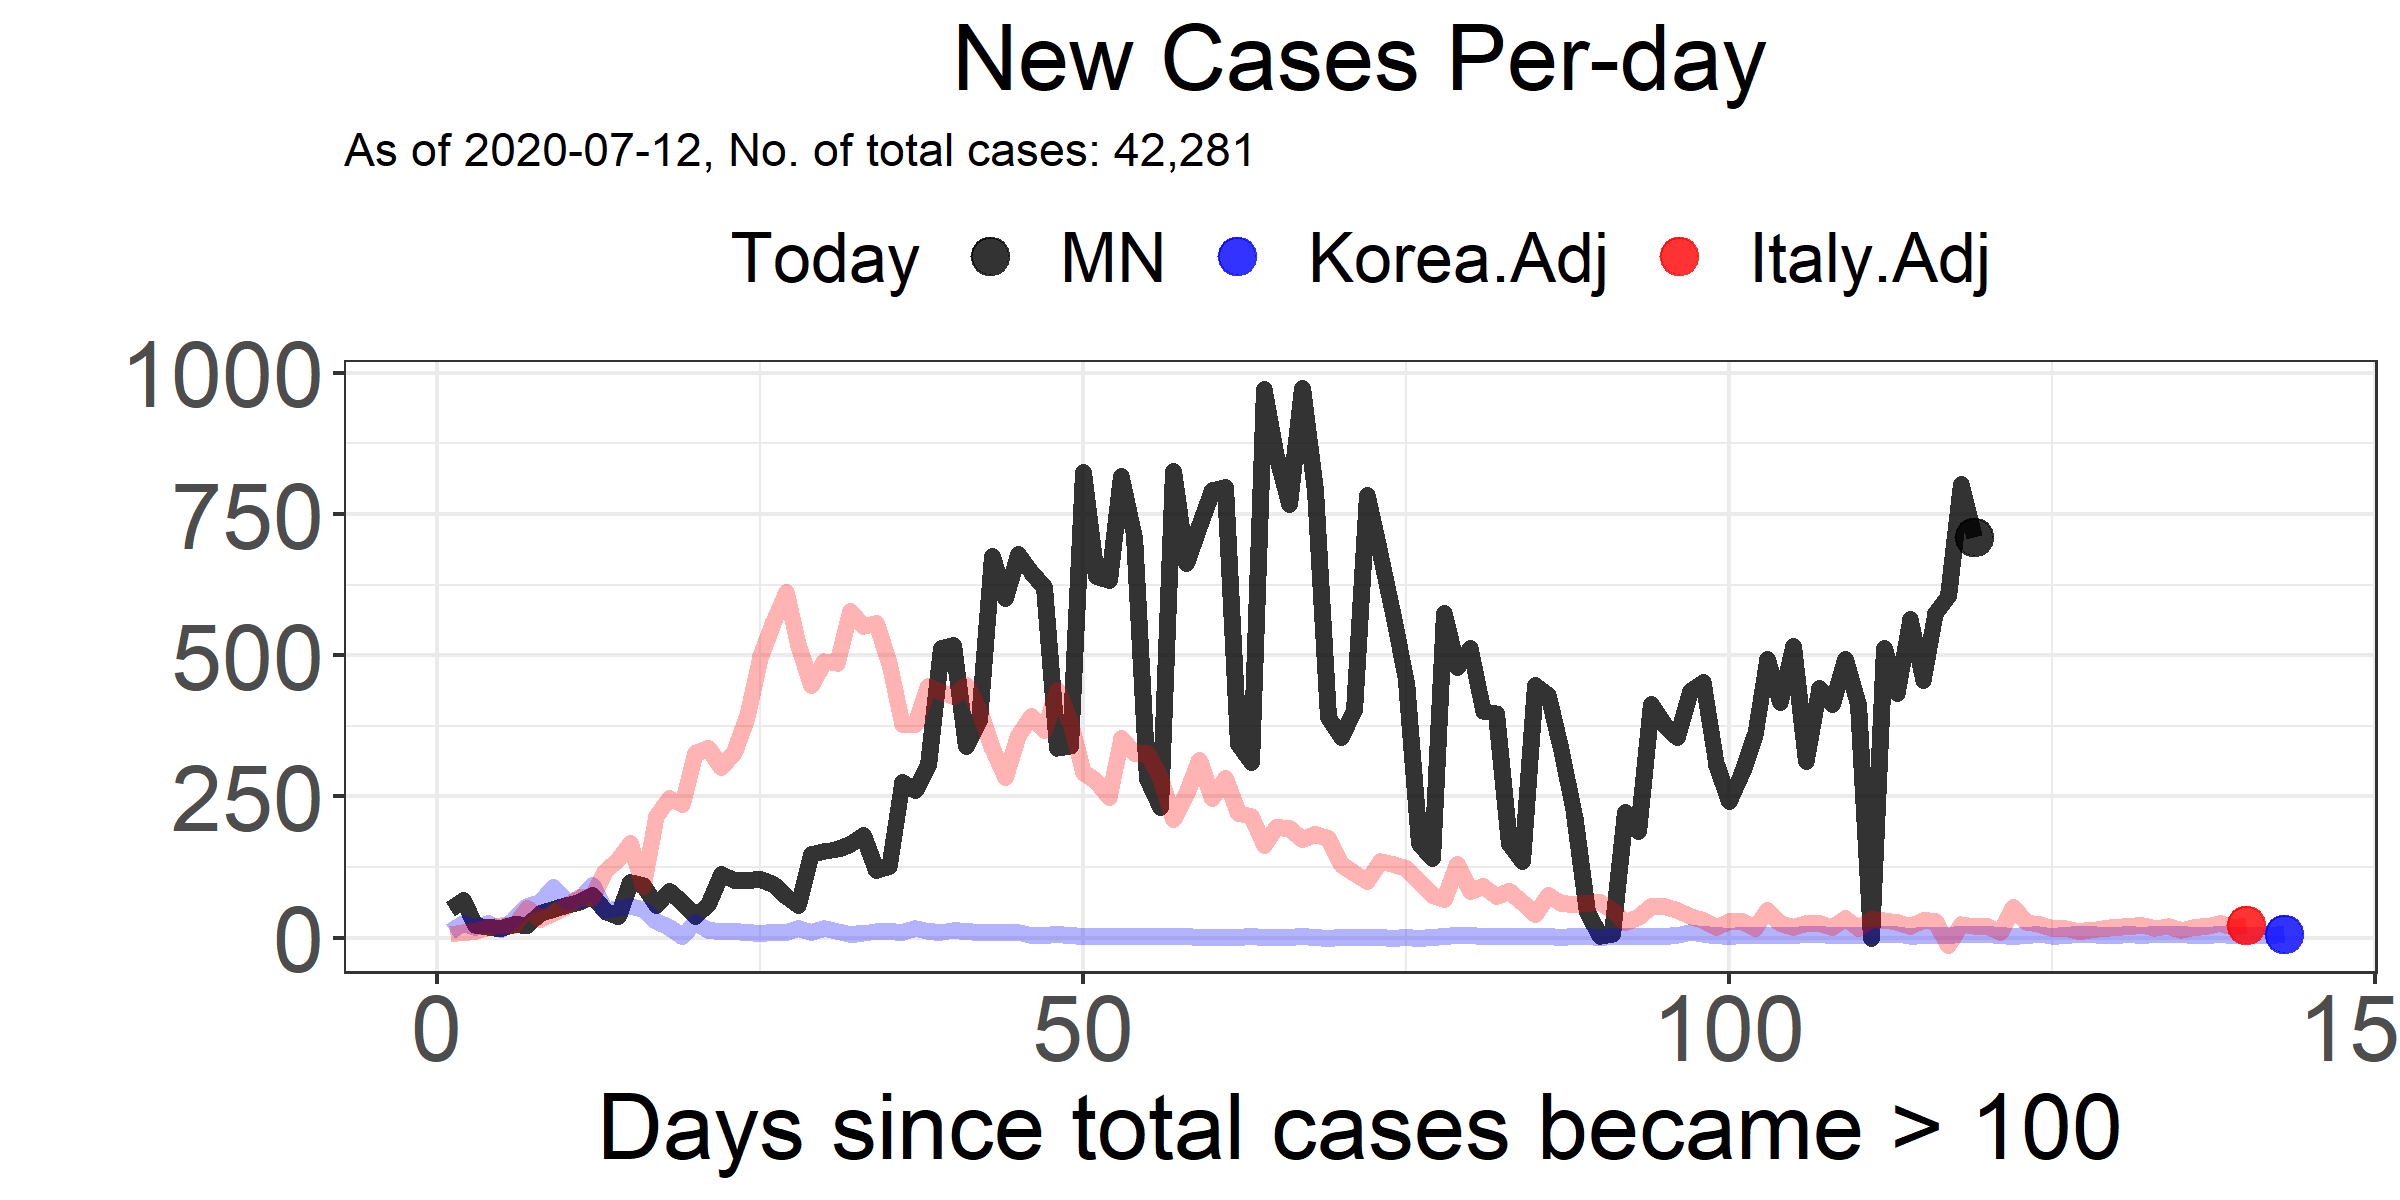 New Cases Per-day
As of 2020-07-12, No. of total cases: 42,281
Today MN Korea.Adj Italy.Adj
1000
750
500
250
0
0 50 100 15
Days since total cases became > 100